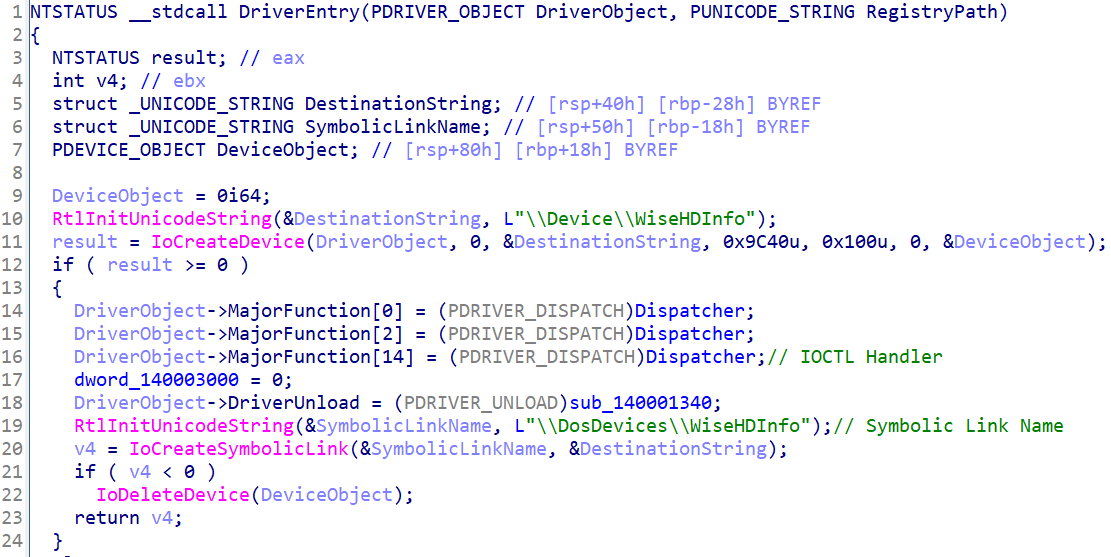 1 NTSTATUS __stdcall DriverEntry(PDRIVER_OBJECT DriverObject, PUNICODE_STRING RegistryPath)
2 {
3   NTSTATUS result; // eax
4   int v4; // ebx
5   struct _UNICODE_STRING DestinationString; // [rsp+40h] [rbp-28h] BYREF
6   struct _UNICODE_STRING SymbolicLinkName; // [rsp+50h] [rbp-18h] BYREF
7   PDEVICE_OBJECT DeviceObject; // [rsp+80h] [rbp+18h] BYREF
8
9   DeviceObject = 0i64;
10   RtlInitUnicodeString(&DestinationString, L"\\Device\\WiseHDInfo");
11   result = IoCreateDevice(DriverObject, 0, &DestinationString, 0x9C40u, 0x100u, 0, &DeviceObject);
12   if ( result >= 0 )
13   {
14     DriverObject->MajorFunction[0] = (PDRIVER_DISPATCH)Dispatcher;
15     DriverObject->MajorFunction[2] = (PDRIVER_DISPATCH)Dispatcher;
16     DriverObject->MajorFunction[14] = (PDRIVER_DISPATCH)Dispatcher;// IOCTL Handler
17     dword_140003000 = 0;
18     DriverObject->DriverUnload = (PDRIVER_UNLOAD)sub_140001340;
19     RtlInitUnicodeString(&SymbolicLinkName, L"\\DosDevices\\WiseHDInfo");// Symbolic Link Name
20     v4 = IoCreateSymbolicLink(&SymbolicLinkName, &DestinationString);
21     if ( v4 < 0 )
22       IoDeleteDevice(DeviceObject);
23     return v4;
24   }